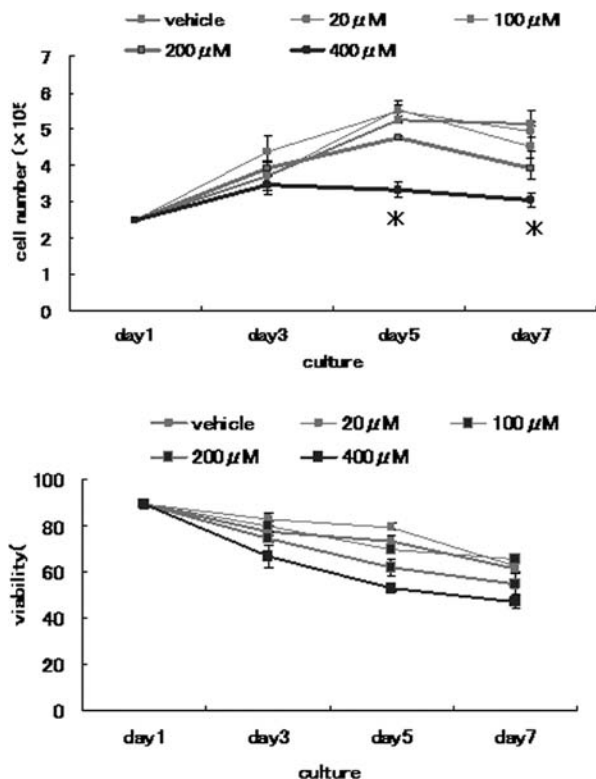 vehicle 20μM 100μM
200μM 400μM
7
6
5
4
3
2
1
0
cell number (×105
day1 day3 day5 day7
culture
vehicle 20μM 100μM
200μM 400μM
100
80
60
40
20
0
viability(
day1 day3 day5 day7
culture